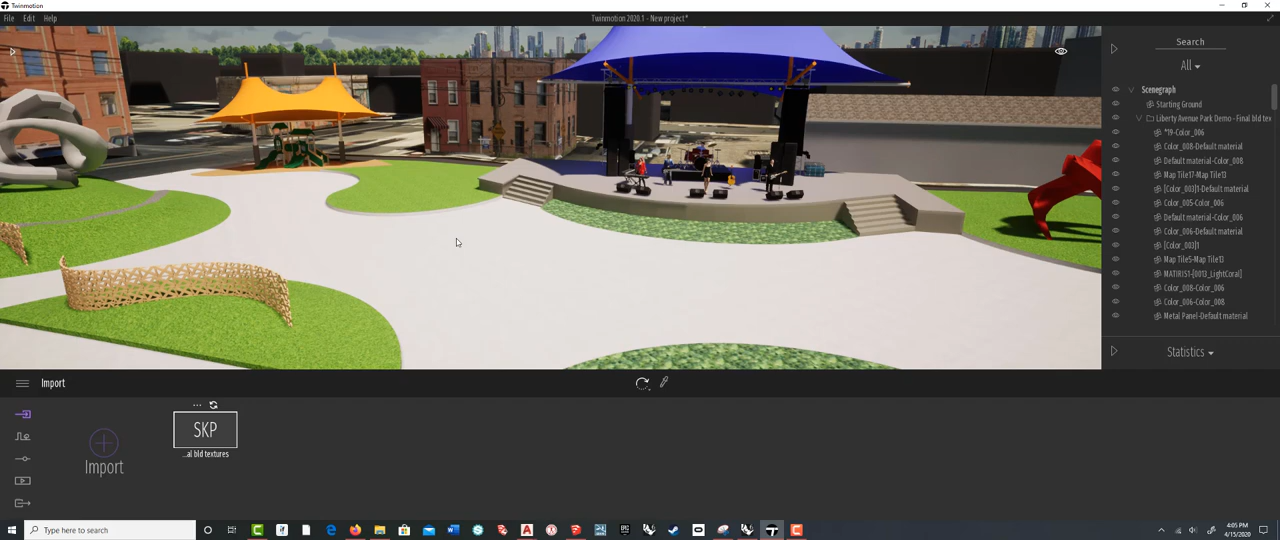 Twinmotion
File Edit Help
Twinmotion 2020.1 - New project*
Search
All
Scenegraph
Starting Ground
Liberty Avenue Park Demo - Final bld tex
*19-Color_006
Color_008-Default material
Default material-Color_008
Map Tile17-Map Tile13
[Color_003]1-Default material
Color_005-Color_006
Default material-Color_006
Color_006-Default material
[Color_003]1
Map Tile5-Map Tile13
MATIRIS1-[0013_LightCoral]
Color_008-Color_006
Color_006-Color_008
Metal Panel-Default material
Statistics
Import
SKP
...al bld textures
Import
Type here to search
4:05 PM
4/15/2020